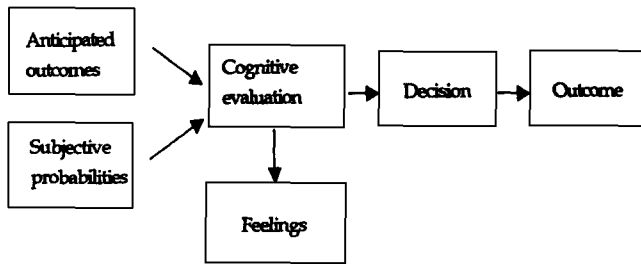 Anticipated
outcomes
Subjective
probabilities
Cognitive
evaluation
Feelings
Decision
Outcome